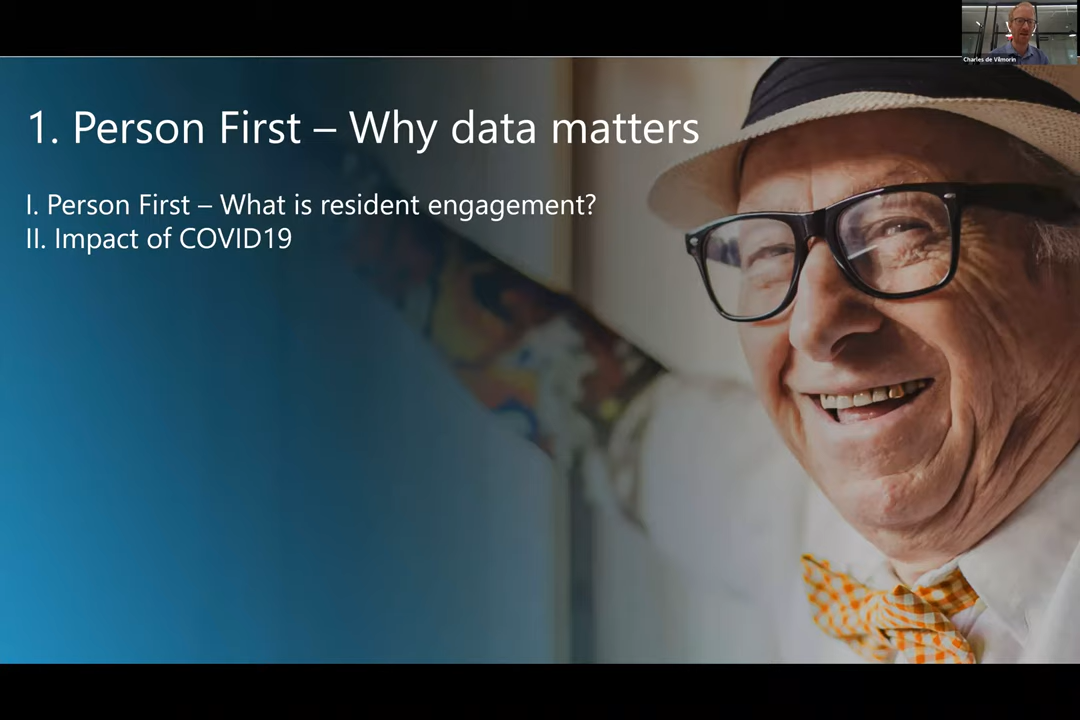 Charles de Vilmorin
1. Person First – Why data matters
I. Person First – What is resident engagement?
II. Impact of COVID19